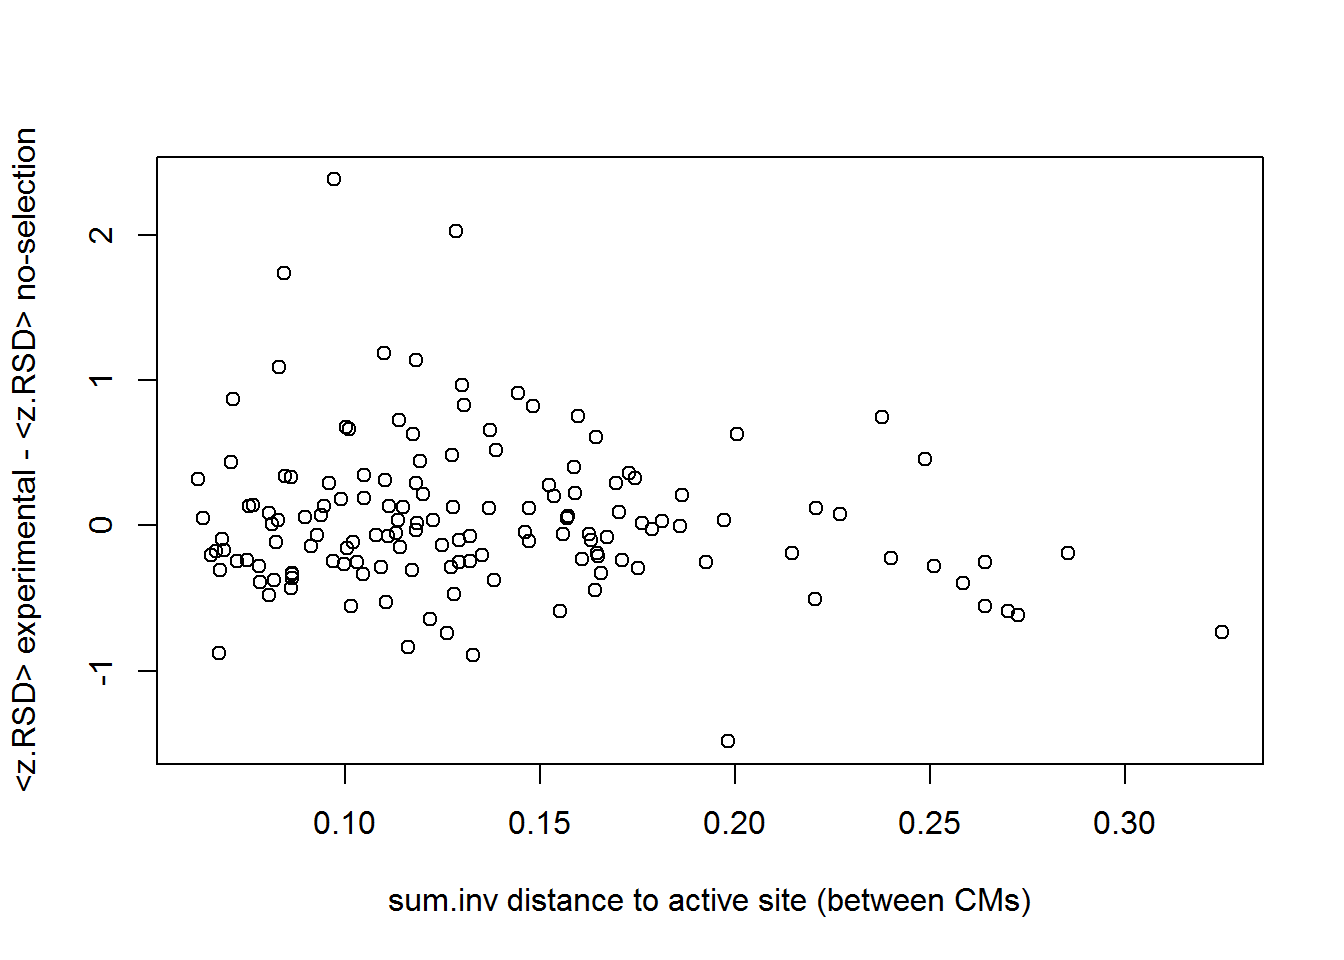 <z.RSD> experimental - <z.RSD> no-selection
2
1
0
-1
0.10 0.15 0.20 0.25 0.30
sum.inv distance to active site (between CMs)